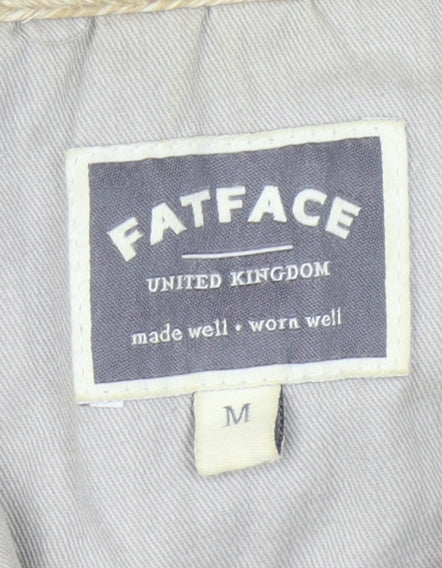 FATFACE
UNITED KINGDOM
made well • worn well
M